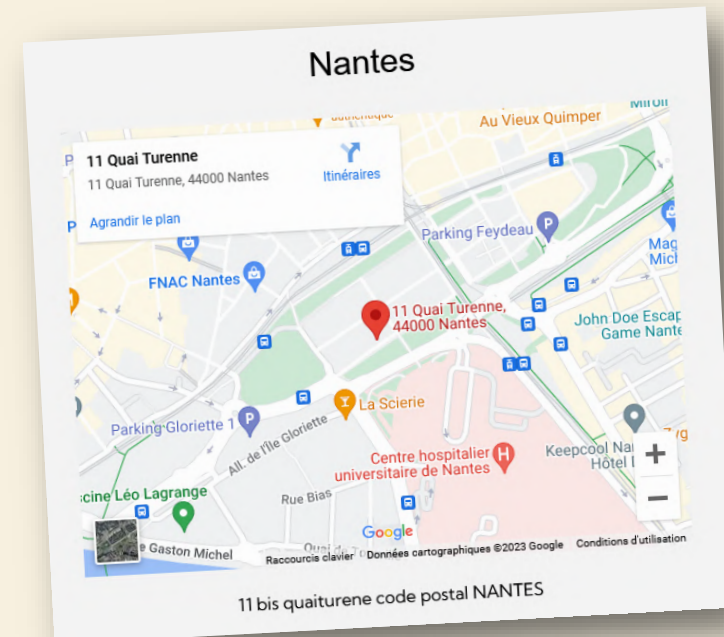 Nantes
Au Vieux Quimper
11 Quai Turenne
11 Quai Turenne, 44000 Nantes
Itinéraires
Agrandir le plan
Parking Feydeau
P
FNAC Nantes
11 Quai Turenne,
44000 Nantes
John Doe Escap
Game Nante
La Scierie
Parking Gloriette 1
P
All. de l'Île Gloriette
Centre hospitalier
universitaire de Nantes
H
Keepcool Na
Hôtel
Rue Bias
cine Léo Lagrange
Gaston Michel
Google
Raccourcis clavier
Données cartographiques ©2023 Google
Conditions d'utilisation
11 bis quaiturene code postal NANTES